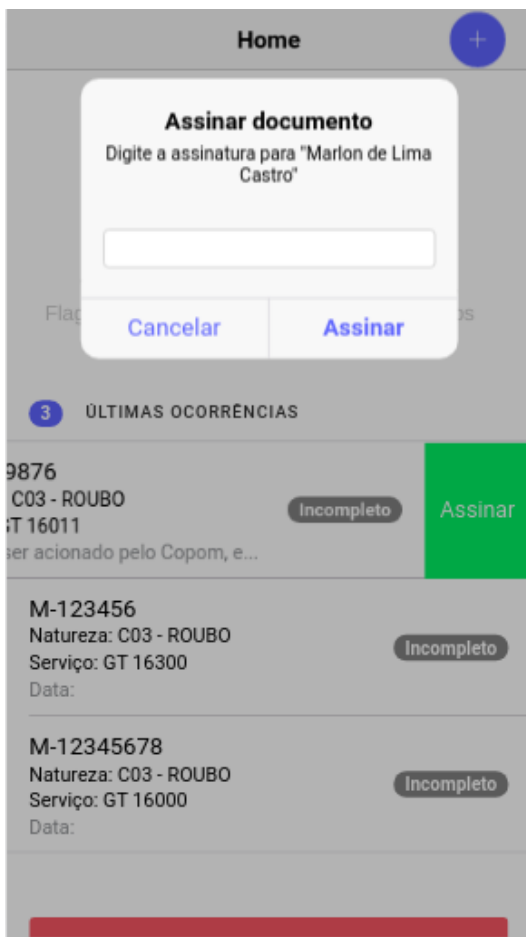 Home
+
Assinar documento
Digite a assinatura para "Marlon de Lima
Castro"
Cancelar
Assinar
3 ÚLTIMAS OCORRÊNCIAS
9876
C03 - ROUBO
GT 16011
ser acionado pelo Copom, e...
Incompleto
Assinar
M-123456
Natureza: C03 - ROUBO
Serviço: GT 16300
Data:
Incompleto
M-12345678
Natureza: C03 - ROUBO
Serviço: GT 16000
Data:
Incompleto